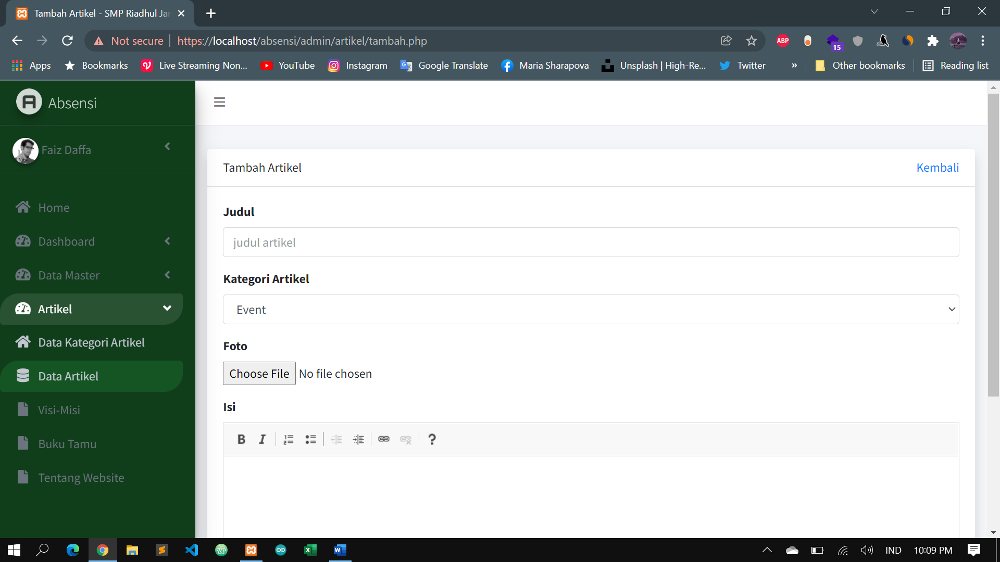 Tambah Artikel - SMP Riadhul Jan
Not secure https://localhost/absensi/admin/artikel/tambah.php
ABP
15
Apps Bookmarks Live Streaming Non... YouTube Instagram Google Translate Maria Sharapova Unsplash | High-Re... Twitter » Other bookmarks Reading list
Absensi
Faiz Daffa
Home
Dashboard
Data Master
Artikel
Data Kategori Artikel
Data Artikel
Visi-Misi
Buku Tamu
Tentang Website
Tambah Artikel Kembali
Judul
judul artikel
Kategori Artikel
Event
Foto
Choose File No file chosen
Isi
B I ?
IND 10:09 PM